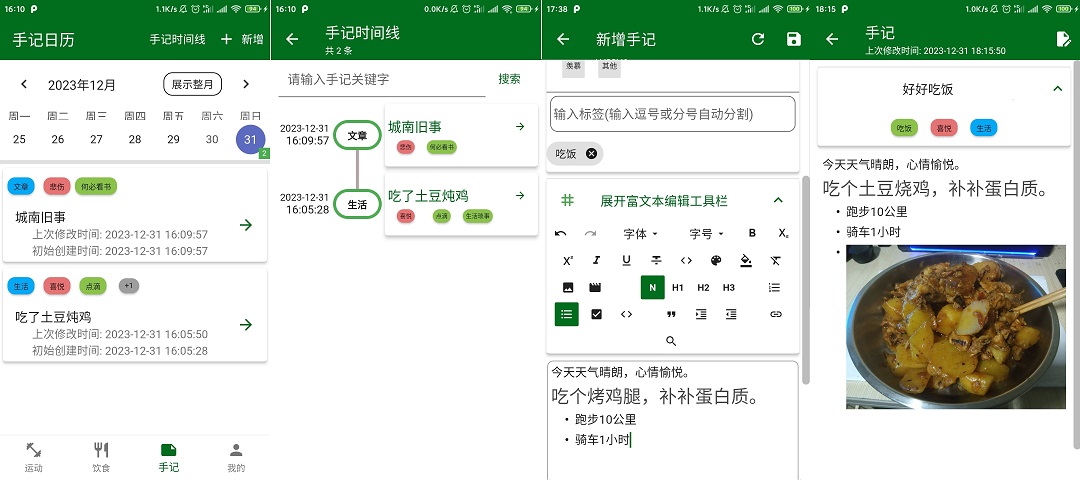 16:10
1.1K/s
94
手记日历
手记时间线
新增
2023年12月
展示整月
周一 周二 周三 周四 周五 周六 周日
25 26 27 28 29 30 31
2
文章 悲伤 何必看书
城南旧事
上次修改时间: 2023-12-31 16:09:57
初始创建时间: 2023-12-31 16:09:57
生活 喜悦 点滴 +1
吃了土豆炖鸡
上次修改时间: 2023-12-31 16:05:50
初始创建时间: 2023-12-31 16:05:28
运动 饮食 手记 我的
16:10
0.0K/s
94
手记时间线
共 2 条
请输入手记关键字
搜索
2023-12-31
16:09:57
文章
城南旧事
悲伤 何必看书
2023-12-31
16:05:28
生活
吃了土豆炖鸡
喜悦 点滴 生活琐事
17:38
1.1K/s
100
新增手记
羡慕 其他
输入标签(输入逗号或分号自动分割)
吃饭
展开富文本编辑工具栏
字体 字号 B X₂
X² I U S
N H1 H2 H3
今天天气晴朗，心情愉悦。
吃个烤鸡腿，补补蛋白质。
• 跑步10公里
• 骑车1小时
18:15
1.0K/s
100
手记
上次修改时间: 2023-12-31 18:15:50
好好吃饭
吃饭 喜悦 生活
今天天气晴朗，心情愉悦。
吃个土豆烧鸡，补补蛋白质。
• 跑步10公里
• 骑车1小时
•